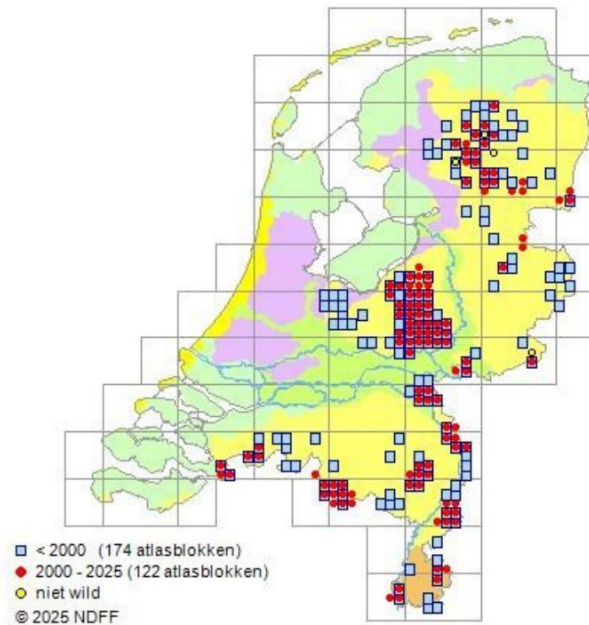 < 2000 (174 atlasblokken)
2000 - 2025 (122 atlasblokken)
niet wild
© 2025 NDFF